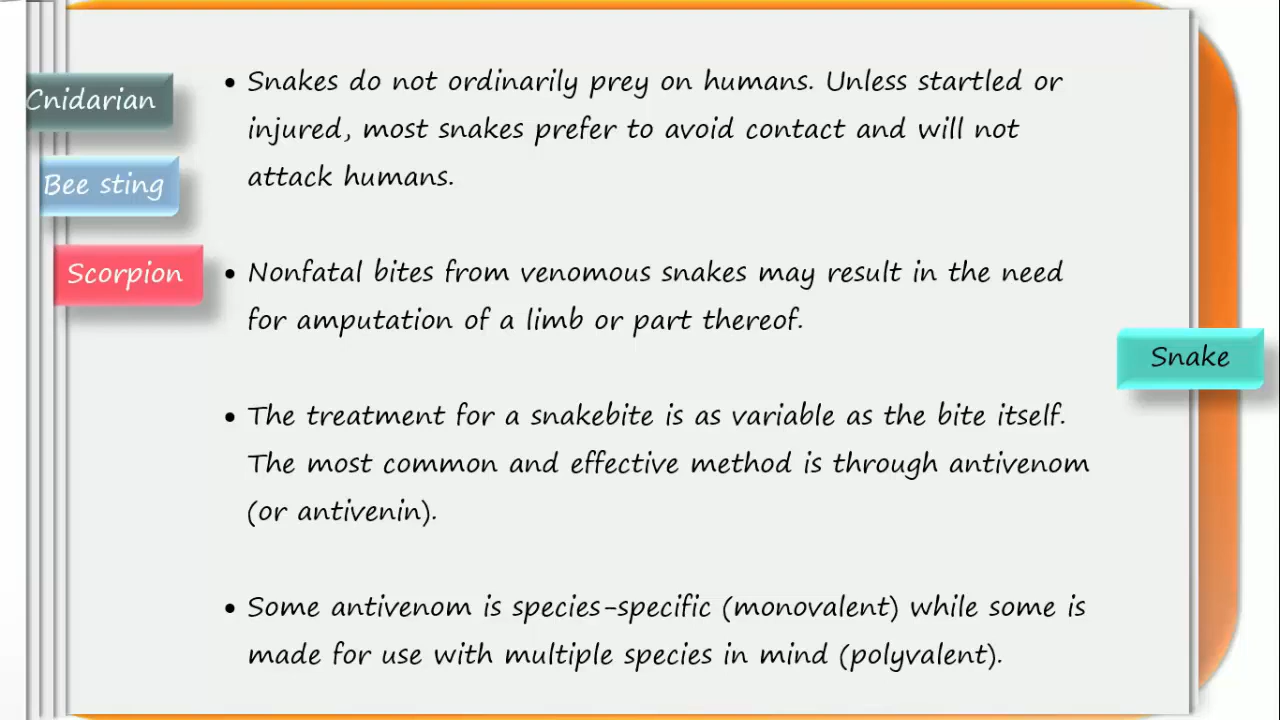 Cnidarian
Bee sting
Scorpion
• Snakes do not ordinarily prey on humans. Unless startled or
injured, most snakes prefer to avoid contact and will not
attack humans.
• Nonfatal bites from venomous snakes may result in the need
for amputation of a limb or part thereof.
• The treatment for a snakebite is as variable as the bite itself.
The most common and effective method is through antivenom
(or antivenin).
• Some antivenom is species-specific (monovalent) while some is
made for use with multiple species in mind (polyvalent).
Snake